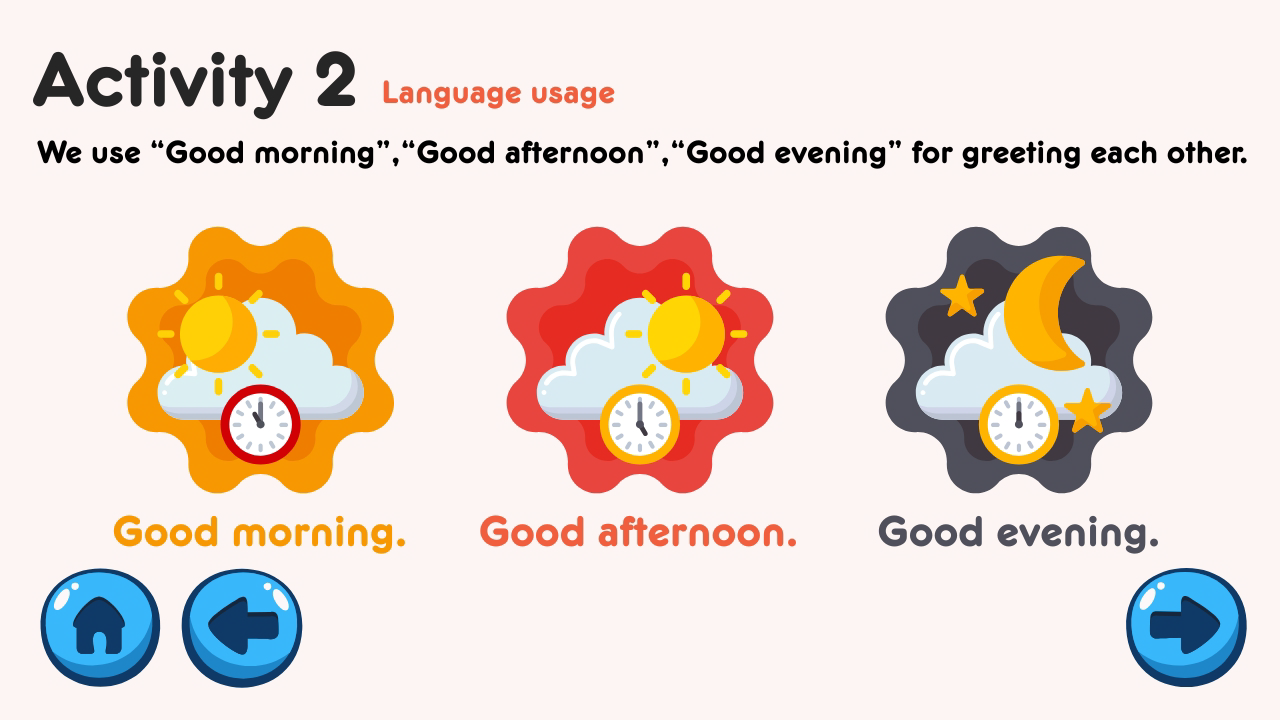 Activity 2 Language usage
We use “Good morning”,“Good afternoon”,“Good evening” for greeting each other.
Good morning. Good afternoon. Good evening.